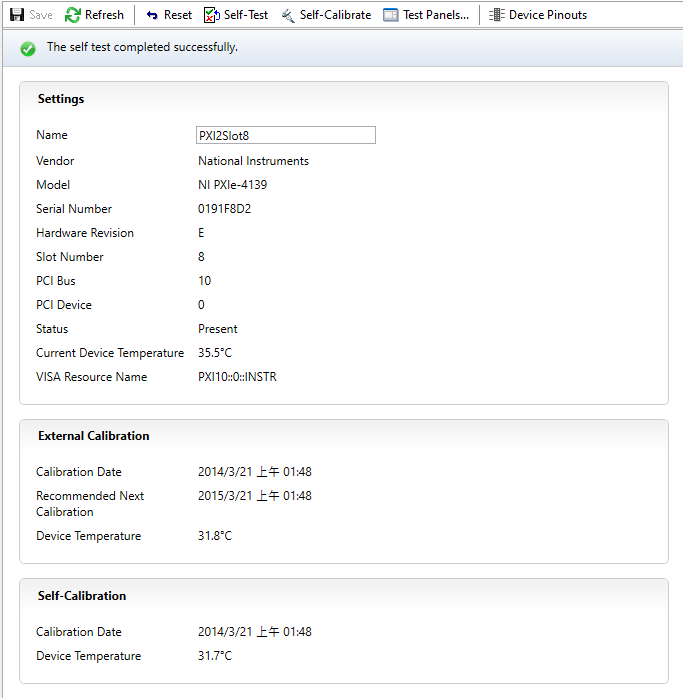 Save Refresh Reset Self-Test Self-Calibrate Test Panels... Device Pinouts
The self test completed successfully.
Settings
Name PXI2Slot8
Vendor National Instruments
Model NI PXIe-4139
Serial Number 0191F8D2
Hardware Revision E
Slot Number 8
PCI Bus 10
PCI Device 0
Status Present
Current Device Temperature 35.5°C
VISA Resource Name PXI10::0::INSTR
External Calibration
Calibration Date 2014/3/21 上午 01:48
Recommended Next 2015/3/21 上午 01:48
Calibration
Device Temperature 31.8°C
Self-Calibration
Calibration Date 2014/3/21 上午 01:48
Device Temperature 31.7°C